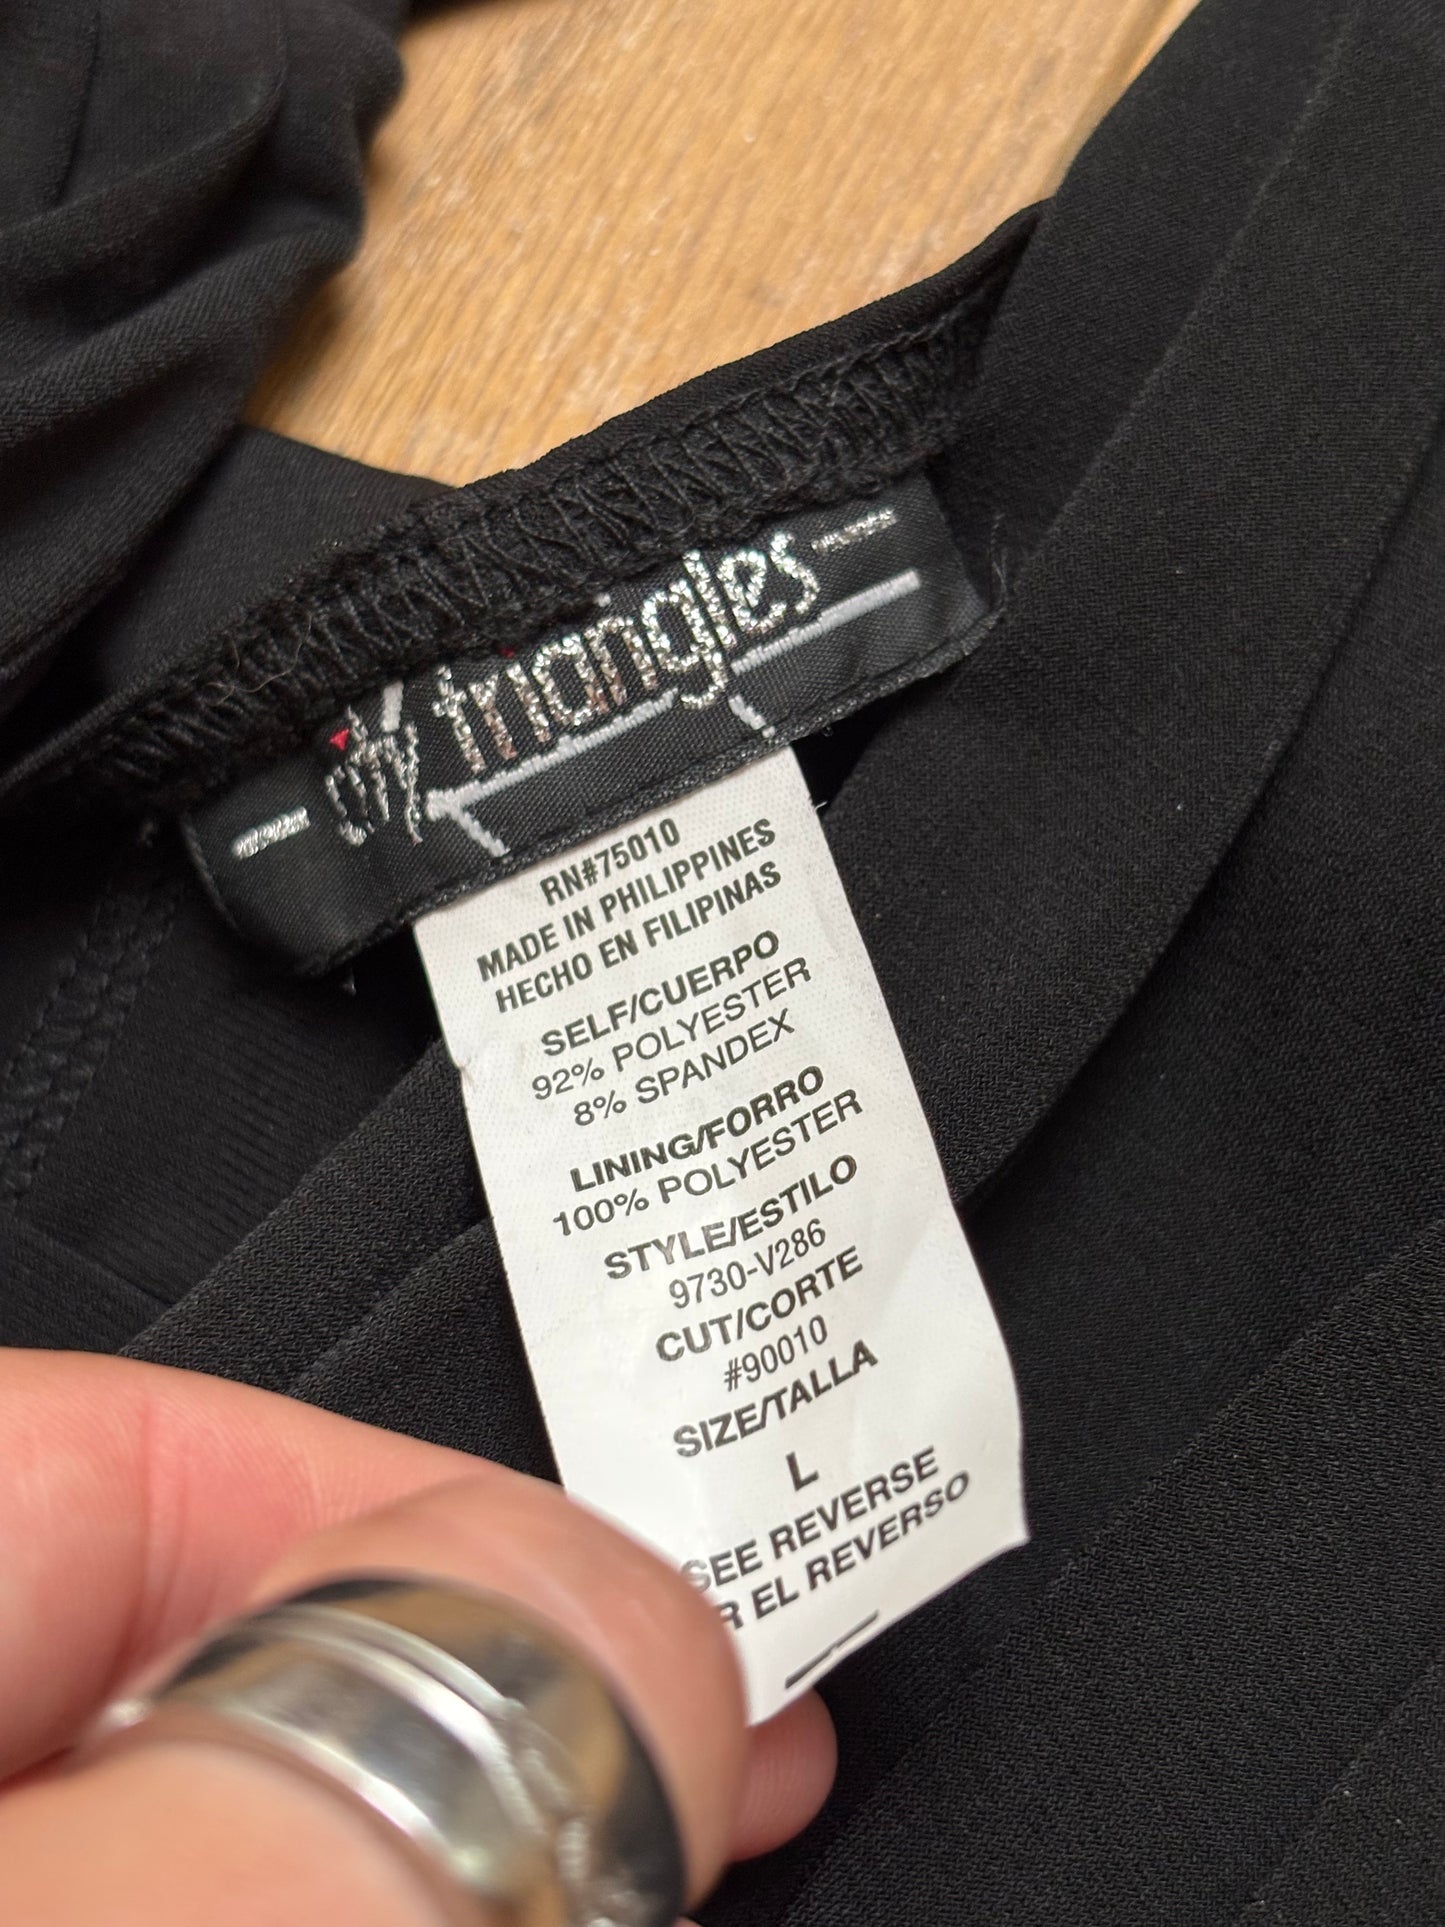 city triangles
RN#75010
MADE IN PHILIPPINES
HECHO EN FILIPINAS
SELF/CUERPO
92% POLYESTER
8% SPANDEX
LINING/FORRO
100% POLYESTER
STYLE/ESTILO
9730-V286
CUT/CORTE
#90010
SIZE/TALLA
L
SEE REVERSE
EL REVERSO